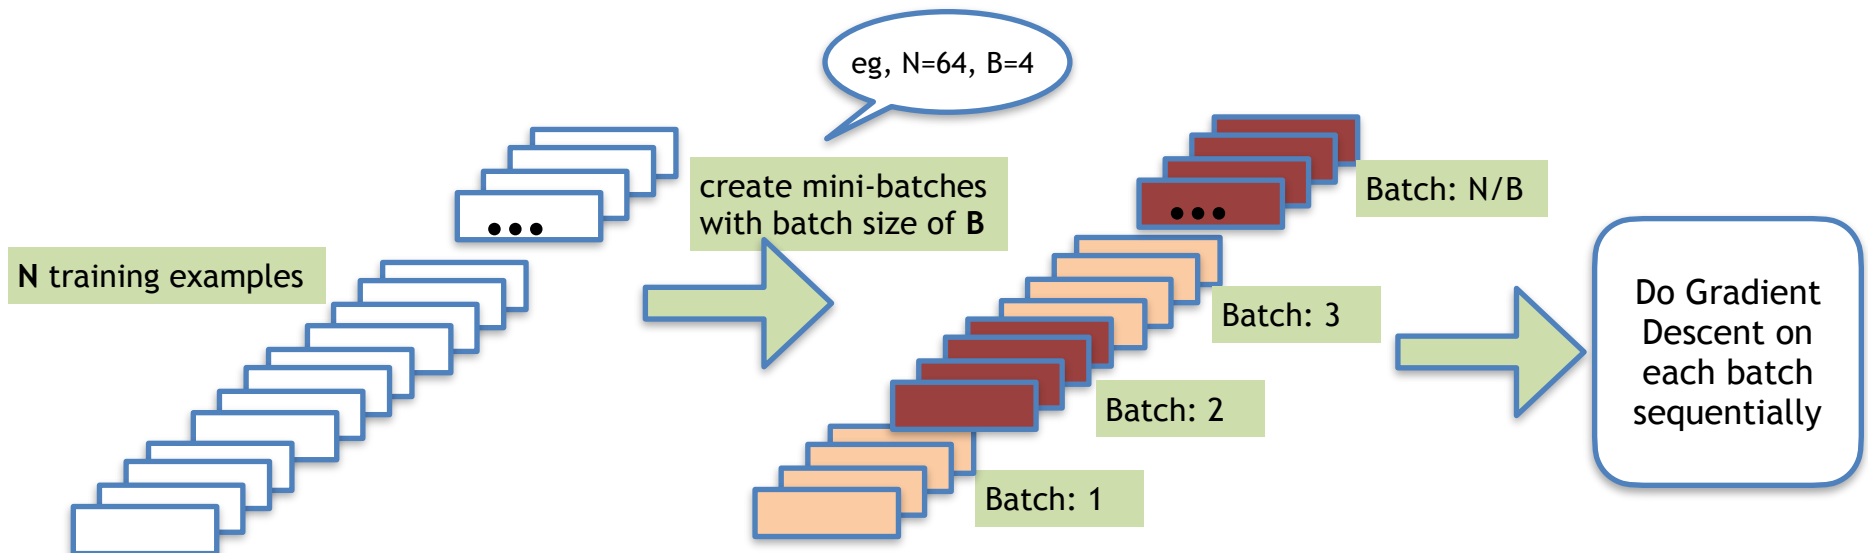 eg, N=64, B=4
N training examples
...
create mini-batches
with batch size of B
...
Batch: N/B
Batch: 3
Batch: 2
Batch: 1
Do Gradient
Descent on
each batch
sequentially